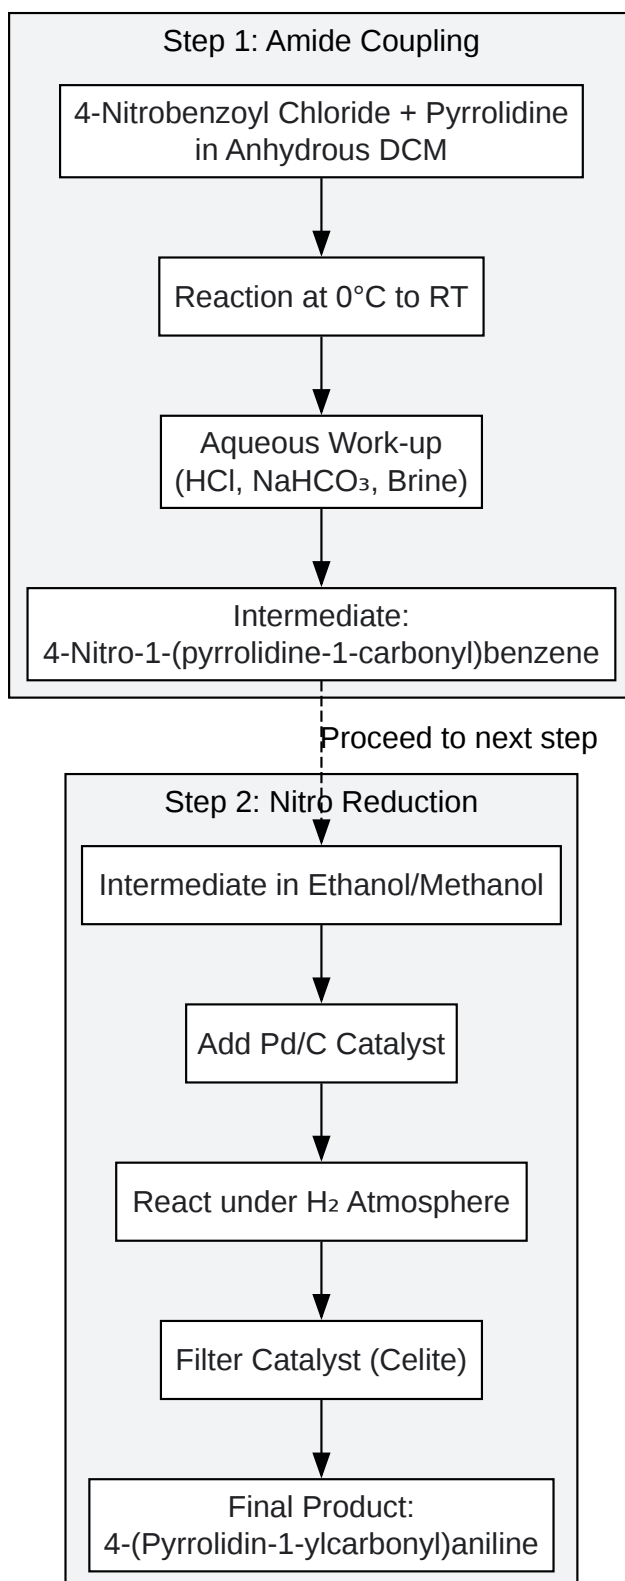 Step 1: Amide Coupling
4-Nitrobenzoyl Chloride + Pyrrolidine
in Anhydrous DCM
Reaction at 0°C to RT
Aqueous Work-up
(HCl, NaHCO₃, Brine)
Intermediate:
4-Nitro-1-(pyrrolidine-1-carbonyl)benzene
Proceed to next step
Step 2: Nitro Reduction
Intermediate in Ethanol/Methanol
Add Pd/C Catalyst
React under H₂ Atmosphere
Filter Catalyst (Celite)
Final Product:
4-(Pyrrolidin-1-ylcarbonyl)aniline